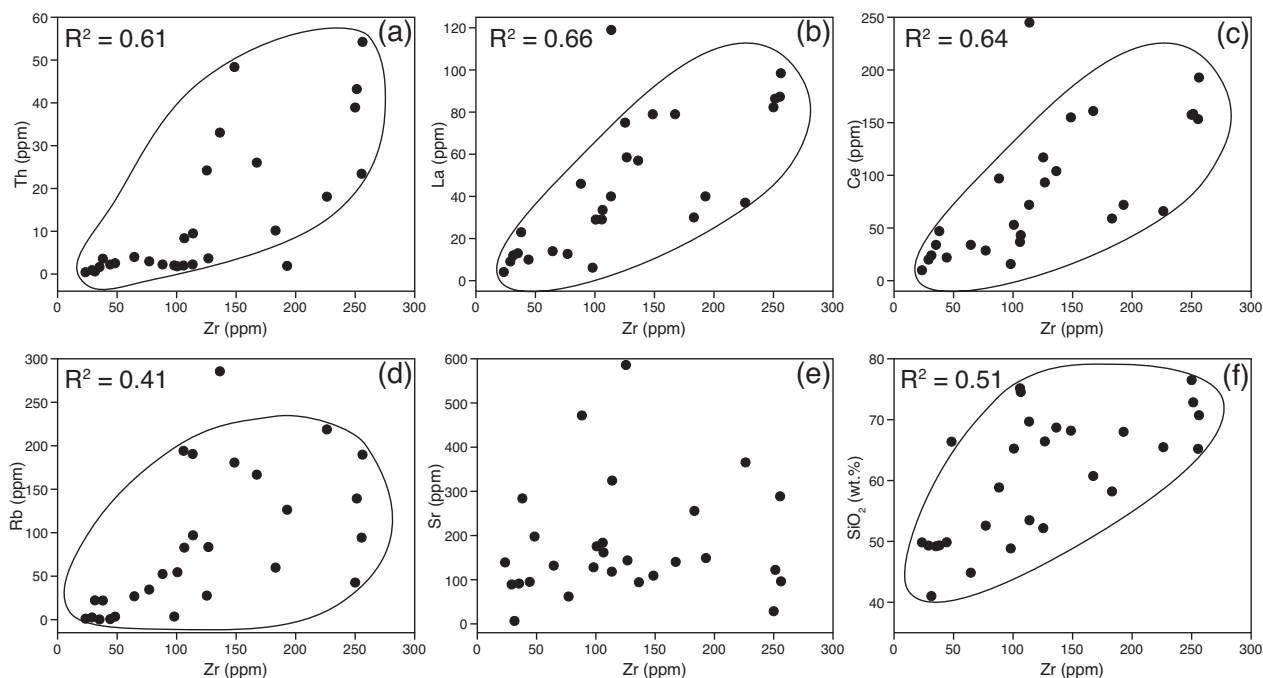 R² = 0.61
(a)
Th (ppm)
60
50
40
30
20
10
0
0 50 100 150 200 250 300
Zr (ppm)
R² = 0.66
(b)
La (ppm)
120
100
80
60
40
20
0
0 50 100 150 200 250 300
Zr (ppm)
R² = 0.64
(c)
Ce (ppm)
250
200
150
100
50
0
0 50 100 150 200 250 300
Zr (ppm)
R² = 0.41
(d)
Rb (ppm)
300
250
200
150
100
50
0
0 50 100 150 200 250 300
Zr (ppm)
(e)
Sr (ppm)
600
500
400
300
200
100
0
0 50 100 150 200 250 300
Zr (ppm)
R² = 0.51
(f)
SiO₂ (wt.%)
80
70
60
50
40
0 50 100 150 200 250 300
Zr (ppm)